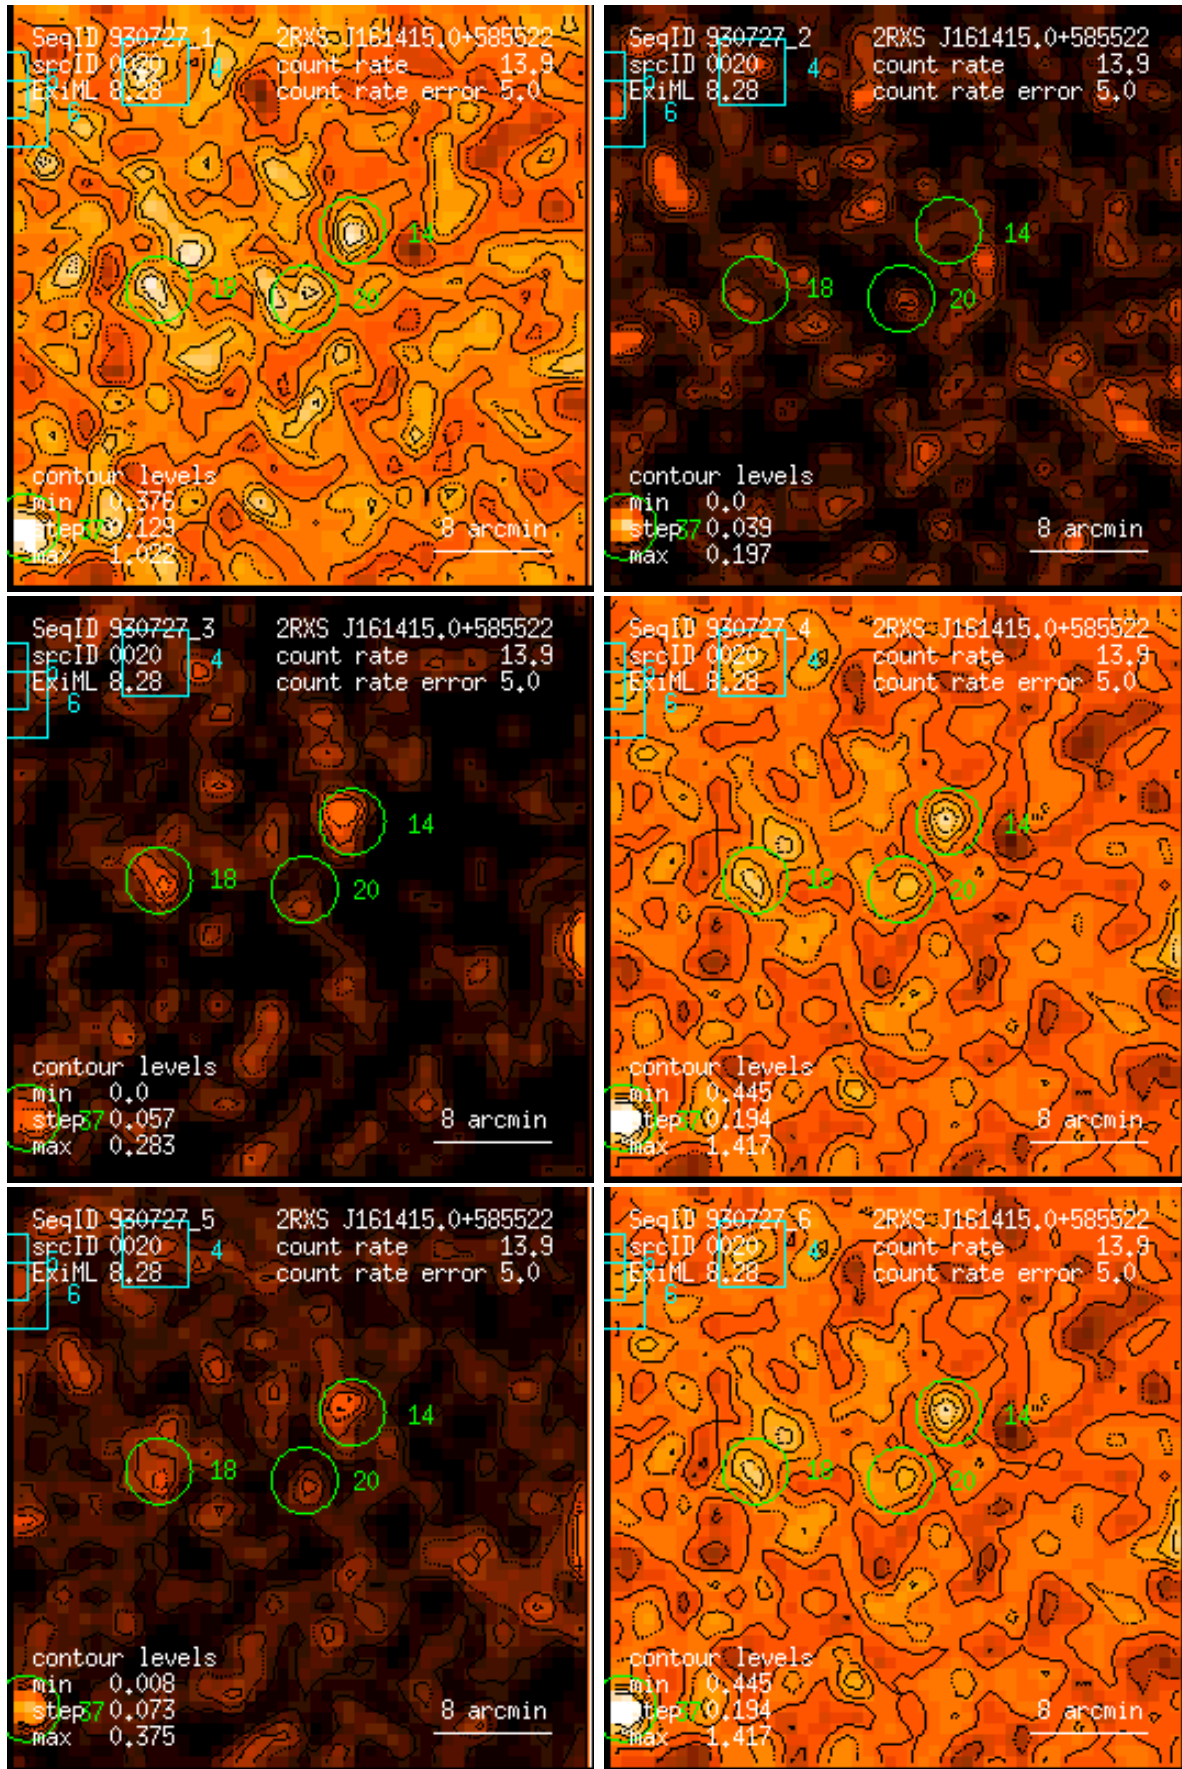 SeqID 930727_1 2RXS J161415.0+585522
srcID 0020 4 count rate 13.9
ExiML 8.28 count rate error 5.0
6
14
18
20
contour levels
min 0.376
step 0.129 8 arcmin
37
max 1.022
SeqID 930727_2 2RXS J161415.0+585522
srcID 0020 4 count rate 13.9
ExiML 8.28 count rate error 5.0
6
14
18
20
contour levels
min 0.0
step 0.039 8 arcmin
37
max 0.197
SeqID 930727_3 2RXS J161415.0+585522
srcID 0020 4 count rate 13.9
ExiML 8.28 count rate error 5.0
6
14
18
20
contour levels
min 0.0
step 0.057 8 arcmin
37
max 0.283
SeqID 930727_4 2RXS J161415.0+585522
srcID 0020 4 count rate 13.9
ExiML 8.28 count rate error 5.0
6
14
18
20
contour levels
min 0.445
step 0.194 8 arcmin
37
max 1.417
SeqID 930727_5 2RXS J161415.0+585522
srcID 0020 4 count rate 13.9
ExiML 8.28 count rate error 5.0
6
14
18
20
contour levels
min 0.008
step 0.073 8 arcmin
37
max 0.375
SeqID 930727_6 2RXS J161415.0+585522
srcID 0020 4 count rate 13.9
ExiML 8.28 count rate error 5.0
6
14
18
20
contour levels
min 0.445
step 0.194 8 arcmin
37
max 1.417